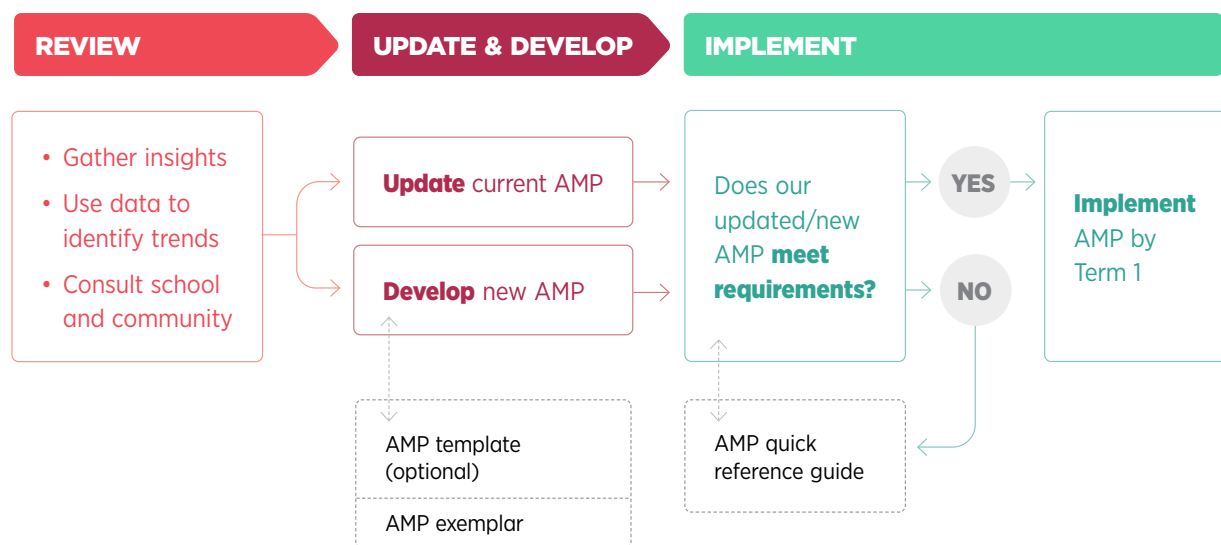 REVIEW
UPDATE & DEVELOP
IMPLEMENT
• Gather insights
• Use data to
identify trends
• Consult school
and community
Update current AMP
Develop new AMP
AMP template
(optional)
AMP exemplar
Does our
updated/new
AMP meet
requirements?
YES
NO
Implement
AMP by
Term 1
AMP quick
reference guide